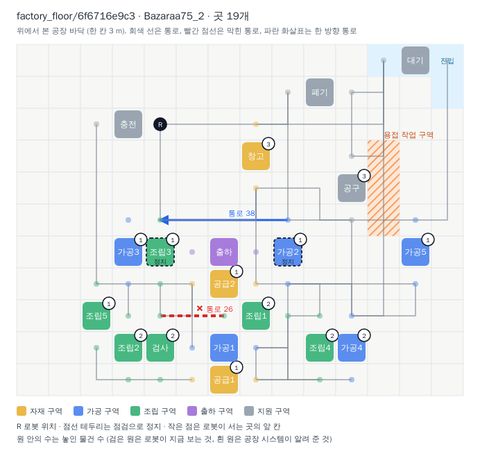 factory_floor/6f6716e9c3 · Bazaraa75_2 · 곳 19개
위에서 본 공장 바닥 (한 칸 3 m). 회색 선은 통로, 빨간 점선은 막힌 통로, 파란 화살표는 한 방향 통로
대기
전립
폐기
충전
R
용접 작업 구역
창고
3
공구
3
통로 38
가공3
1
조립3
1
정지
출하
가공2
1
정지
가공5
1
공급2
1
통로 26
조립5
1
조립1
2
조립2
2
검사
2
가공1
조립4
2
가공4
2
공급1
1
자재 구역
가공 구역
조립 구역
출하 구역
지원 구역
R 로봇 위치 · 점선 테두리는 점검으로 정지 · 작은 점은 로봇이 서는 곳의 앞 칸
원 안의 수는 놓인 물건 수 (검은 원은 로봇이 지금 보는 것, 흰 원은 공장 시스템이 알려 준 것)